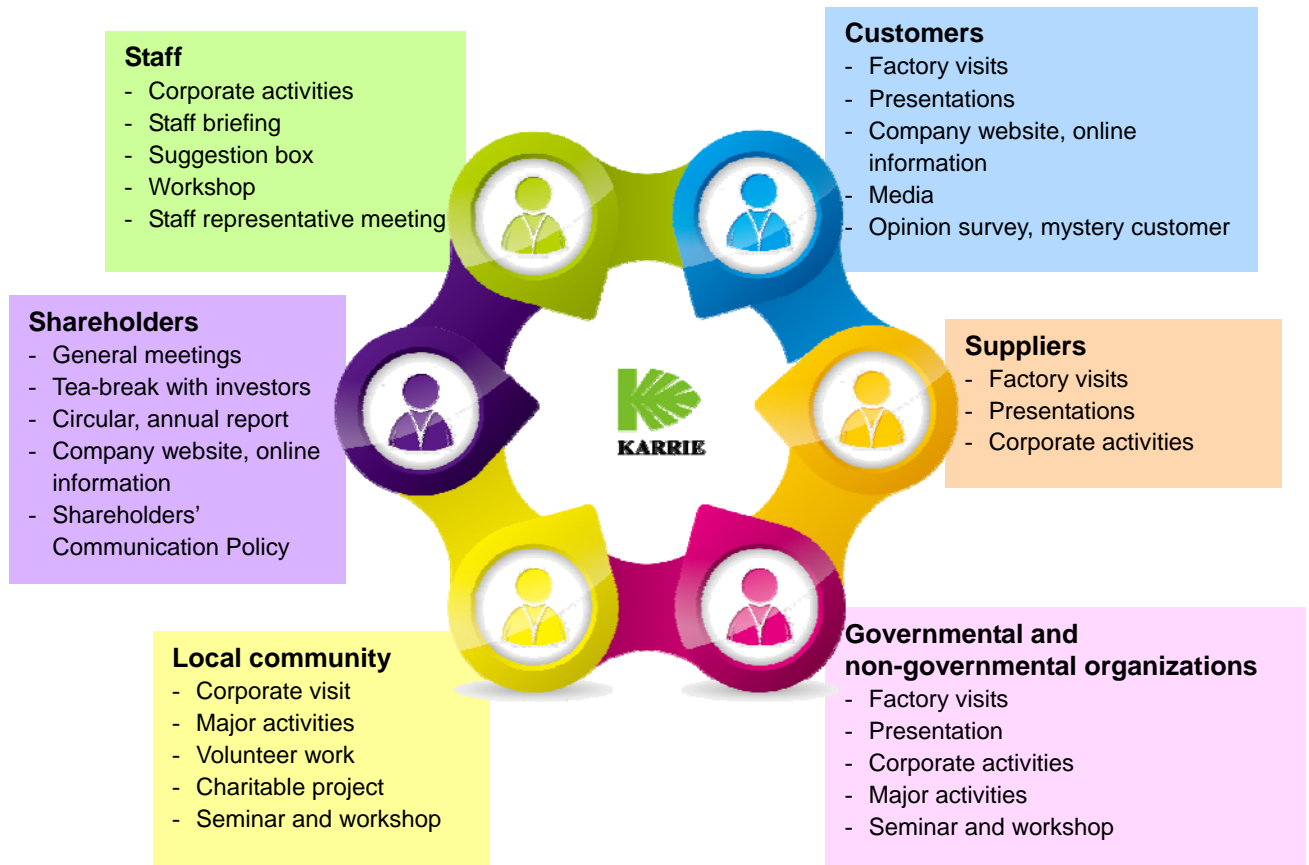 Staff
- Corporate activities
- Staff briefing
- Suggestion box
- Workshop
- Staff representative meeting
Customers
- Factory visits
- Presentations
- Company website, online
information
- Media
- Opinion survey, mystery customer
Shareholders
- General meetings
- Tea-break with investors
- Circular, annual report
- Company website, online
information
- Shareholders’
Communication Policy
KARRIE
Suppliers
- Factory visits
- Presentations
- Corporate activities
Local community
- Corporate visit
- Major activities
- Volunteer work
- Charitable project
- Seminar and workshop
Governmental and
non-governmental organizations
- Factory visits
- Presentation
- Corporate activities
- Major activities
- Seminar and workshop